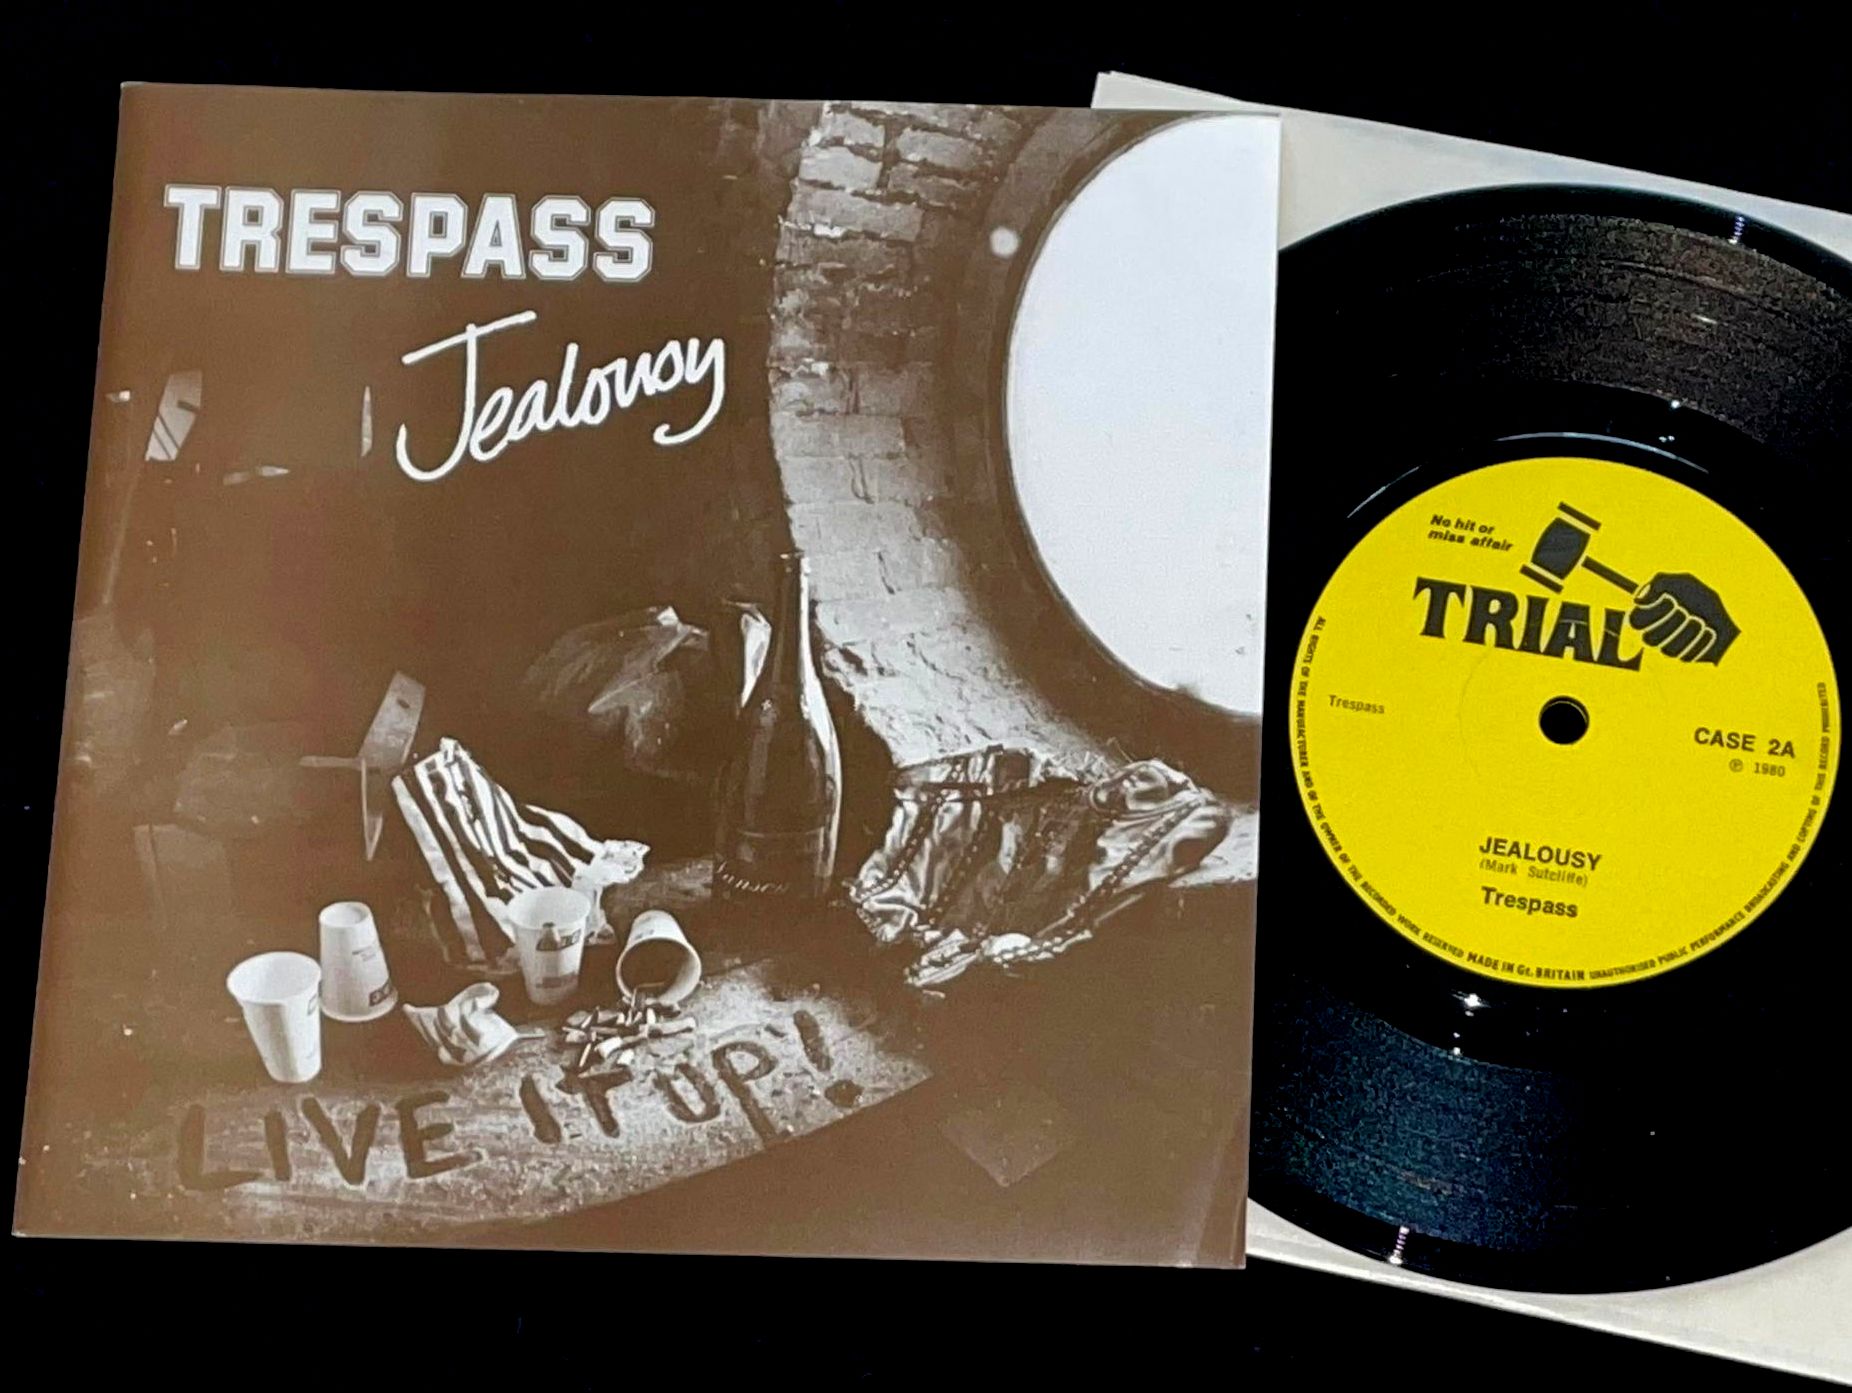 TRESPASS
Jealousy
LIVE IT UP!
No hit or
miss affair
TRIAL
Trespass
CASE 2A
℗ 1980
JEALOUSY
(Mark Sutcliffe)
Trespass
ALL RIGHTS OF THE MANUFACTURER AND OF THE OWNER OF THE RECORDED WORK RESERVED MADE IN Gt. BRITAIN UNAUTHORISED PUBLIC PERFORMANCE BROADCASTING AND COPYING OF THIS RECORD PROHIBITED